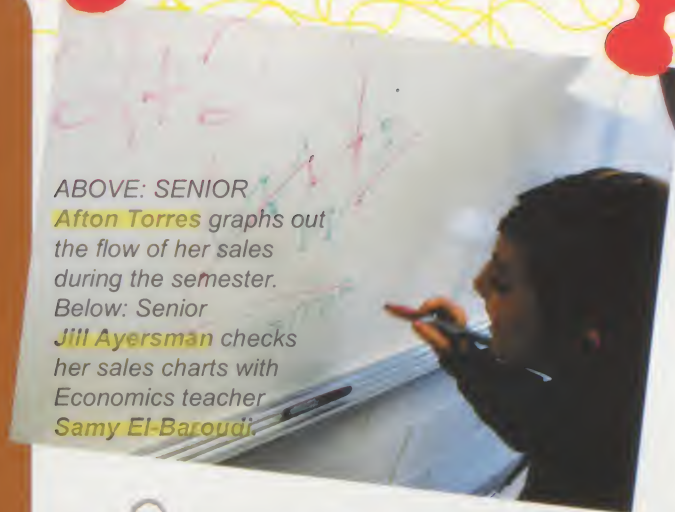 ABOVE: SENIOR
Afton Torres graphs out
the flow of her sales
during the semester.
Below: Senior
Jill Ayersman checks
her sales charts with
Economics teacher
Samy El-Baroudi.